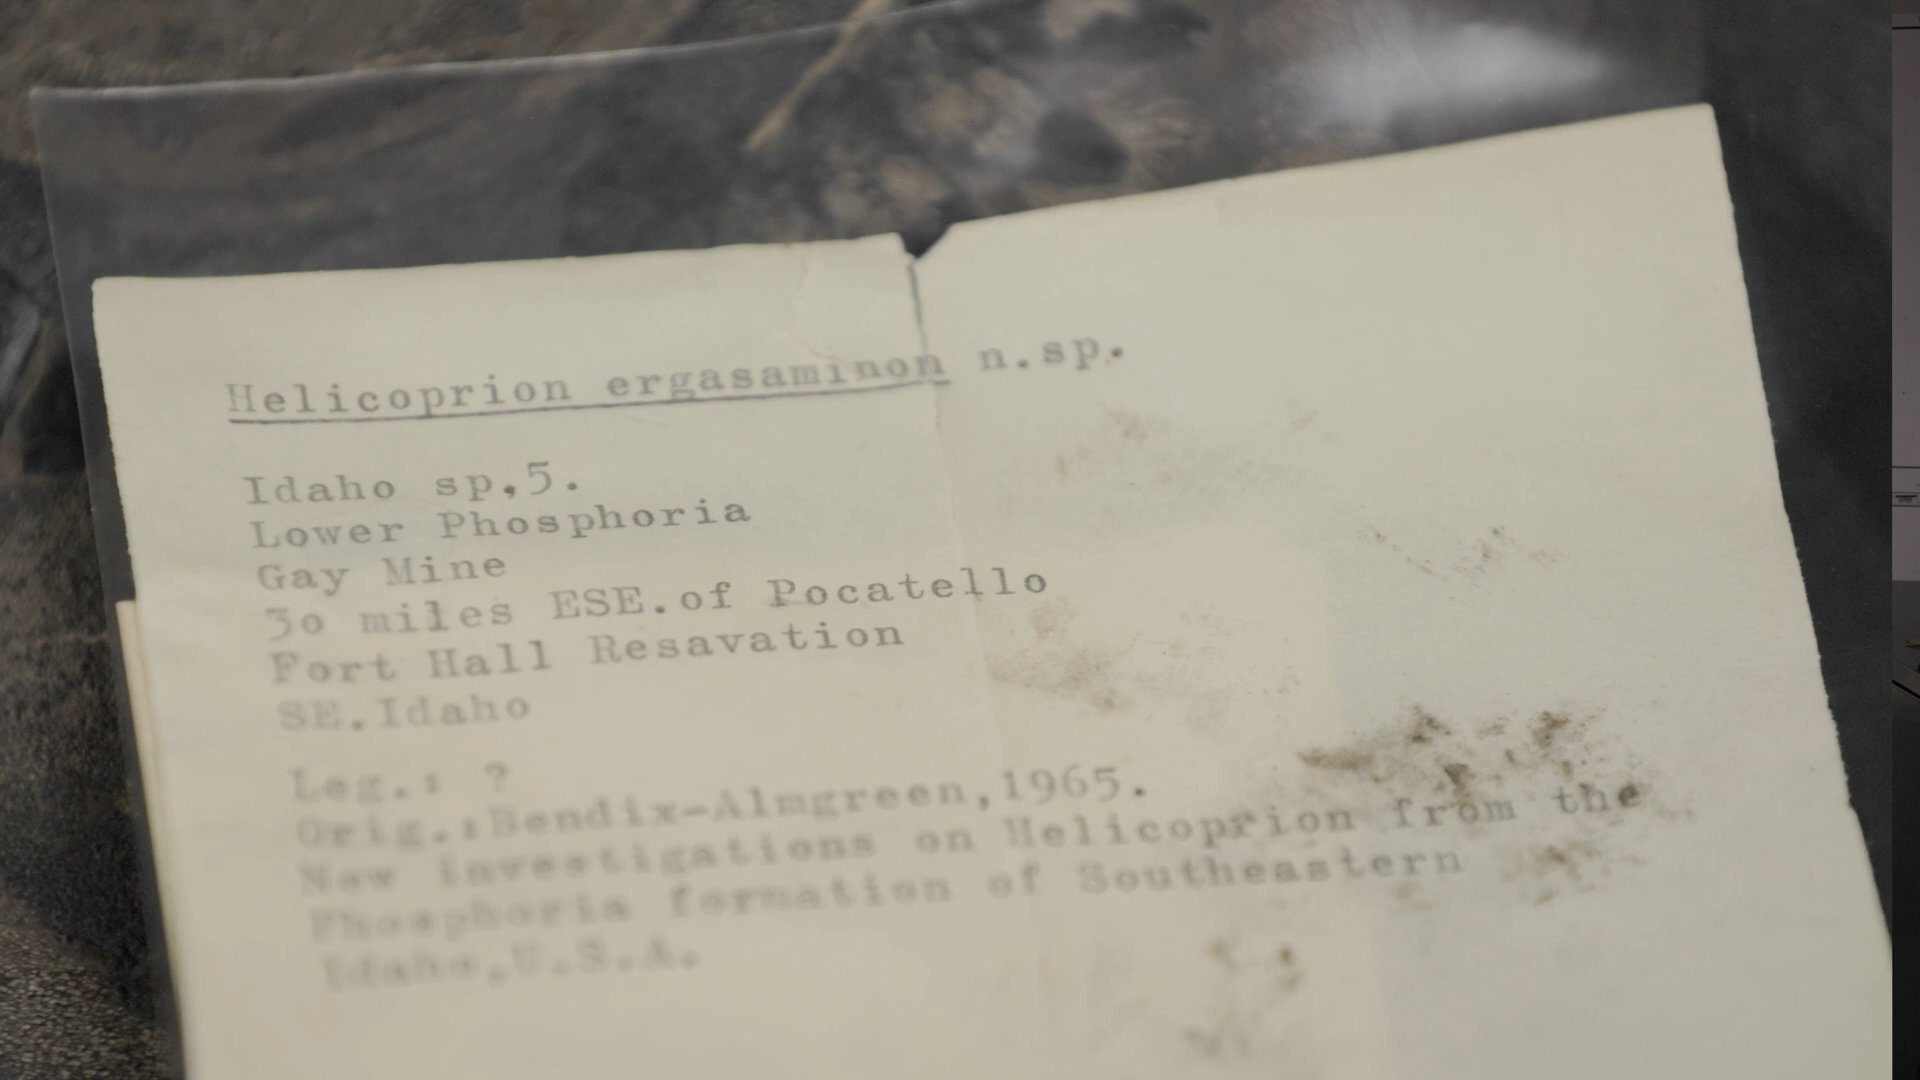 Helicoprion ergasaminon n.sp.
Idaho sp,5.
Lower Phosphoria
Gay Mine
3o miles ESE.of Pocatello
Fort Hall Resavation
SE.Idaho
Leg.: ?
Orig.:Bendix-Almgreen,1965.
New investigations on Helicoprion from the
Phosphoria formation of Southeastern
Idaho,U.S.A.